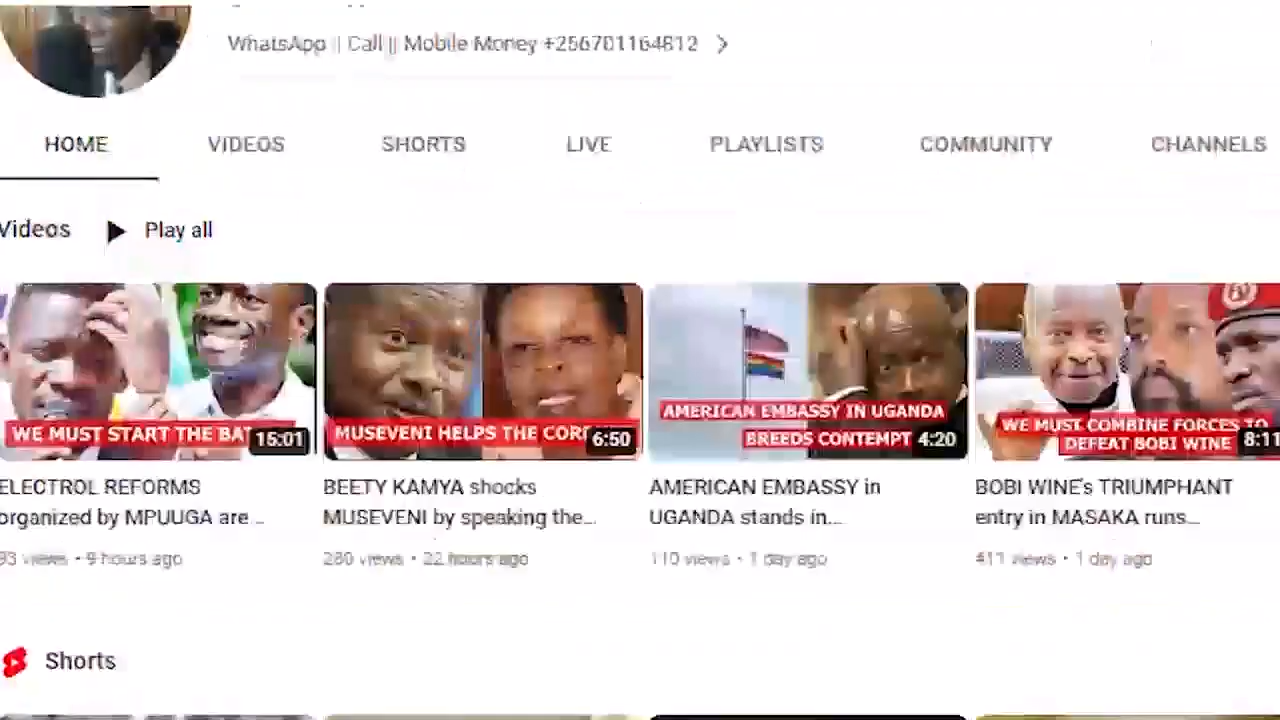 WhatsApp || Call || Mobile Money +256701164812
HOME
VIDEOS
SHORTS
LIVE
PLAYLISTS
COMMUNITY
CHANNELS
Videos
Play all
WE MUST START THE BAT
15:01
MUSEVENI HELPS THE CORR
6:50
AMERICAN EMBASSY IN UGANDA
BREEDS CONTEMPT
4:20
WE MUST COMBINE FORCES TO
DEFEAT BOBI WINE
8:11
ELECTROL REFORMS
organized by MPUUGA are ...
93 views • 9 hours ago
BEETY KAMYA shocks
MUSEVENI by speaking the...
280 views • 22 hours ago
AMERICAN EMBASSY in
UGANDA stands in...
110 views • 1 day ago
BOBI WINE's TRIUMPHANT
entry in MASAKA runs...
411 views • 1 day ago
Shorts